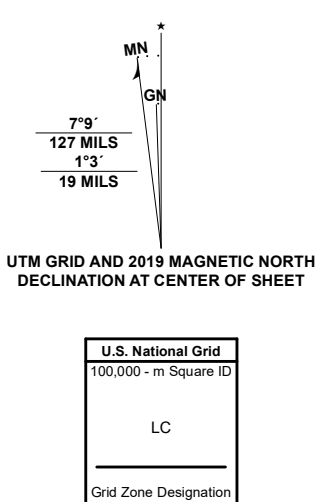 ★
MN
GN
7°9´
127 MILS
1°3´
19 MILS
UTM GRID AND 2019 MAGNETIC NORTH
DECLINATION AT CENTER OF SHEET
U.S. National Grid
100,000 - m Square ID
LC
Grid Zone Designation